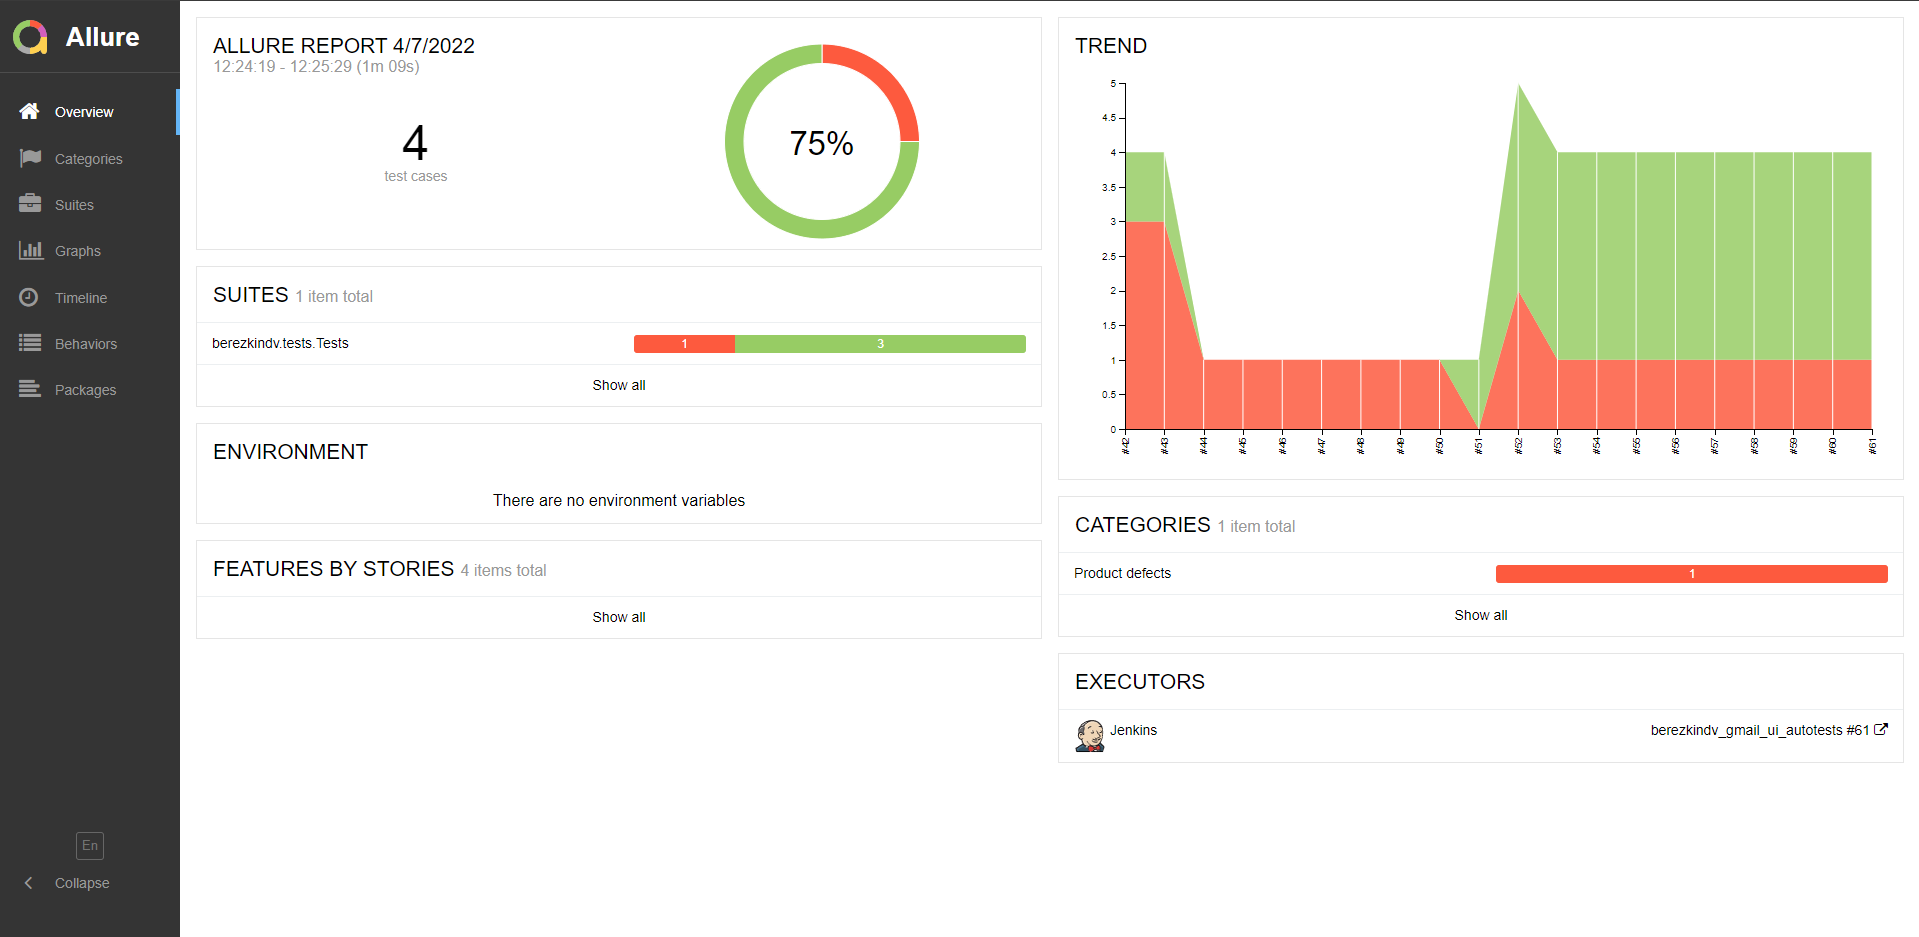 Allure
Overview
Categories
Suites
Graphs
Timeline
Behaviors
Packages
En
Collapse
ALLURE REPORT 4/7/2022
12:24:19 - 12:25:29 (1m 09s)
4
test cases
75%
SUITES 1 item total
berezkindv.tests.Tests 1 3
Show all
ENVIRONMENT
There are no environment variables
FEATURES BY STORIES 4 items total
Show all
TREND
5
4.5
4
3.5
3
2.5
2
1.5
1
0.5
0
#42 #43 #44 #45 #46 #47 #48 #49 #50 #51 #52 #53 #54 #55 #56 #57 #58 #59 #60 #61
CATEGORIES 1 item total
Product defects 1
Show all
EXECUTORS
Jenkins berezkindv_gmail_ui_autotests #61